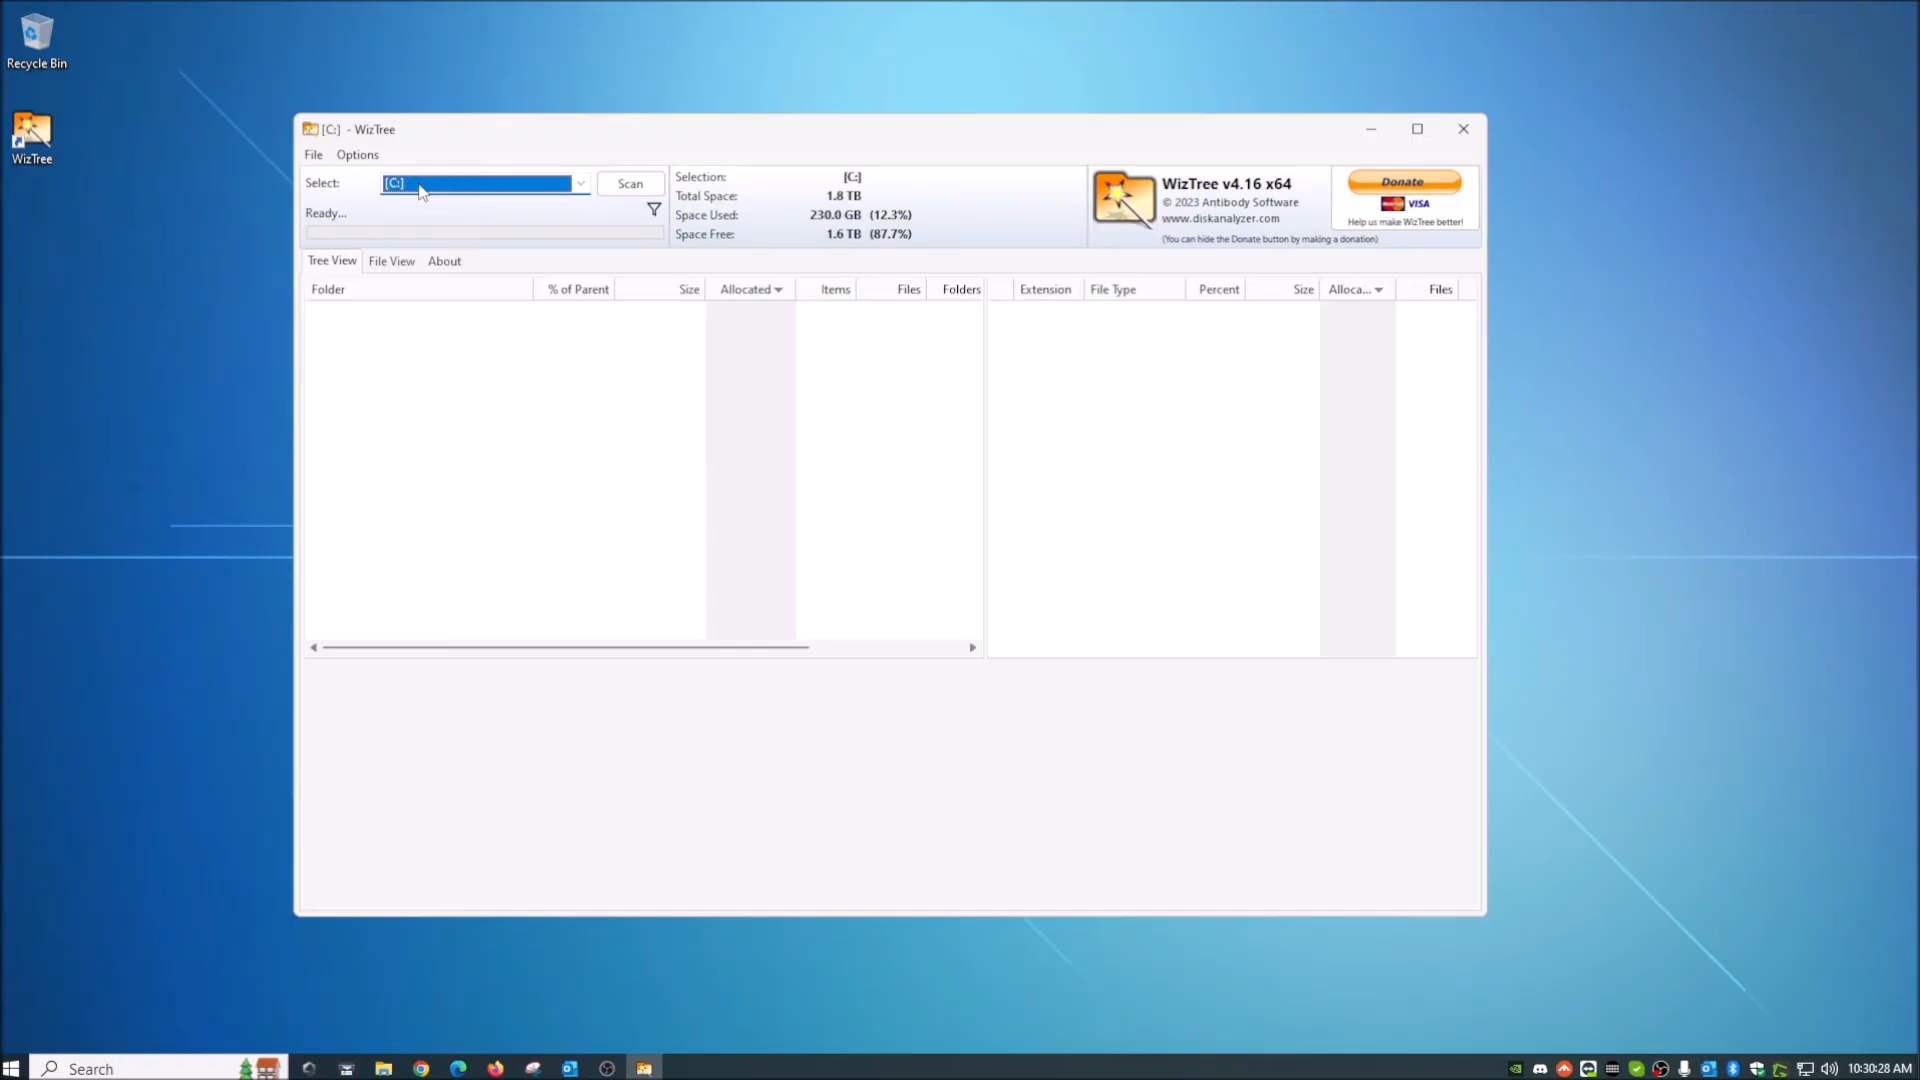 Recycle Bin
WizTree
[C:] - WizTree
File Options
Select: [C:] Scan
Ready...
Selection: [C:]
Total Space: 1.8 TB
Space Used: 230.0 GB (12.3%)
Space Free: 1.6 TB (87.7%)
WizTree v4.16 x64
© 2023 Antibody Software
www.diskanalyzer.com
(You can hide the Donate button by making a donation)
Donate
VISA
Help us make WizTree better!
Tree View File View About
Folder % of Parent Size Allocated Items Files Folders
Extension File Type Percent Size Alloca... Files
Search
10:30:28 AM